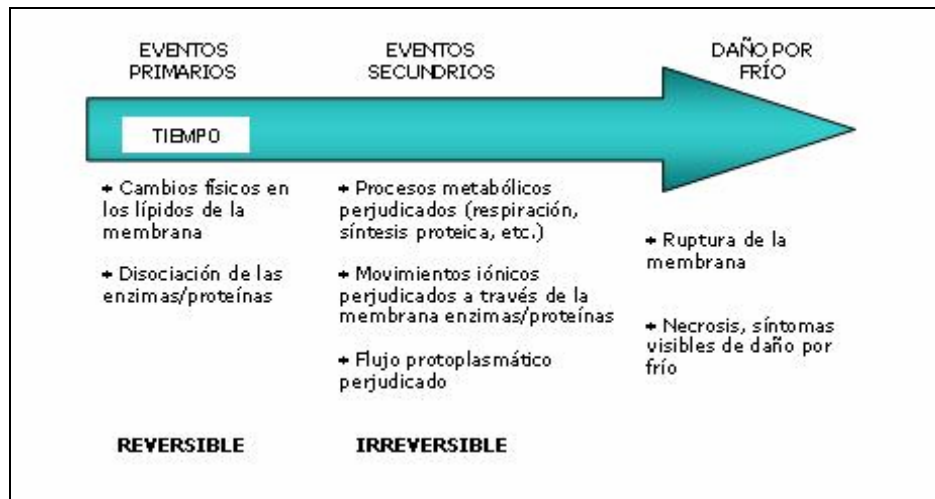 EVENTOS
PRIMARIOS
EVENTOS
SECUNDRIOS
DAÑO POR
FRÍO
TIEMPO
+ Cambios físicos en
los lípidos de la
membrana
+ Disociación de las
enzimas/proteínas
+ Procesos metabólicos
perjudicados (respiración,
síntesis proteica, etc.)
+ Movimientos iónicos
perjudicados a través de la
membrana enzimas/proteínas
+ Flujo protoplasmático
perjudicado
+ Ruptura de la
membrana
+ Necrosis, síntomas
visibles de daño por
frío
REVERSIBLE
IRREVERSIBLE